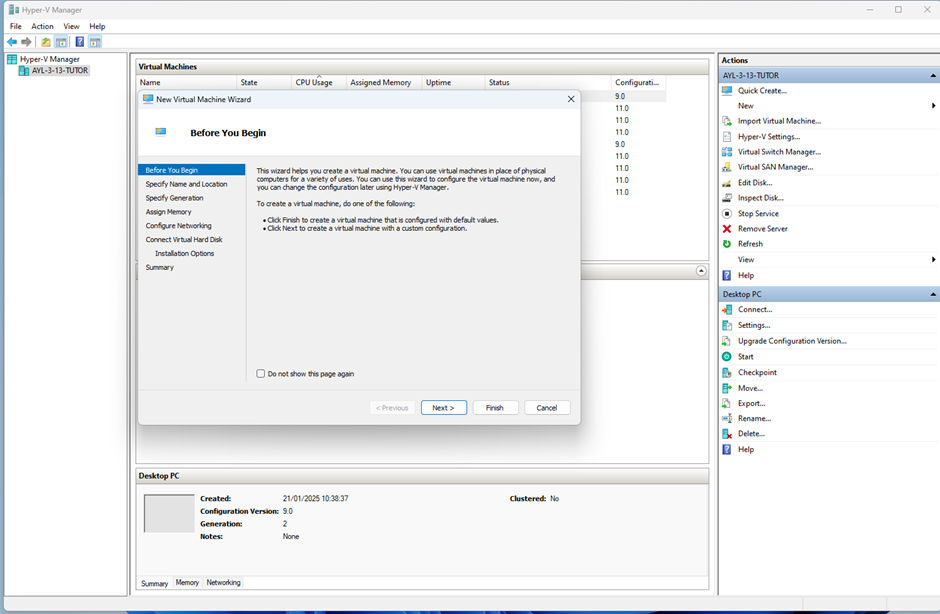 Hyper-V Manager
File Action View Help
Hyper-V Manager
AYL-3-13-TUTOR
Virtual Machines
Name State CPU Usage Assigned Memory Uptime Status Configurati...
9.0
11.0
11.0
11.0
9.0
11.0
11.0
11.0
11.0
New Virtual Machine Wizard
Before You Begin
Before You Begin
Specify Name and Location
Specify Generation
Assign Memory
Configure Networking
Connect Virtual Hard Disk
Installation Options
Summary
This wizard helps you create a virtual machine. You can use virtual machines in place of physical
computers for a variety of uses. You can use this wizard to configure the virtual machine now, and
you can change the configuration later using Hyper-V Manager.
To create a virtual machine, do one of the following:
• Click Finish to create a virtual machine that is configured with default values.
• Click Next to create a virtual machine with a custom configuration.
Do not show this page again
< Previous Next > Finish Cancel
Desktop PC
Created: 21/01/2025 10:38:37 Clustered: No
Configuration Version: 9.0
Generation: 2
Notes: None
Summary Memory Networking
Actions
AYL-3-13-TUTOR
Quick Create...
New
Import Virtual Machine...
Hyper-V Settings...
Virtual Switch Manager...
Virtual SAN Manager...
Edit Disk...
Inspect Disk...
Stop Service
Remove Server
Refresh
View
Help
Desktop PC
Connect...
Settings...
Upgrade Configuration Version...
Start
Checkpoint
Move...
Export...
Rename...
Delete...
Help